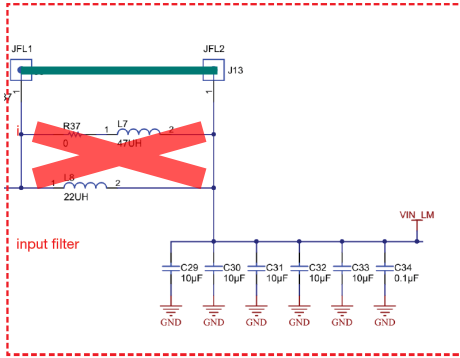 JFL1 JFL2
J13
1 1
R37 1 L7 2
0 47UH
1 L8 2
22UH
VIN_LM
input filter
C29 C30 C31 C32 C33 C34
10µF 10µF 10µF 10µF 10µF 0.1µF
GND GND GND GND GND GND